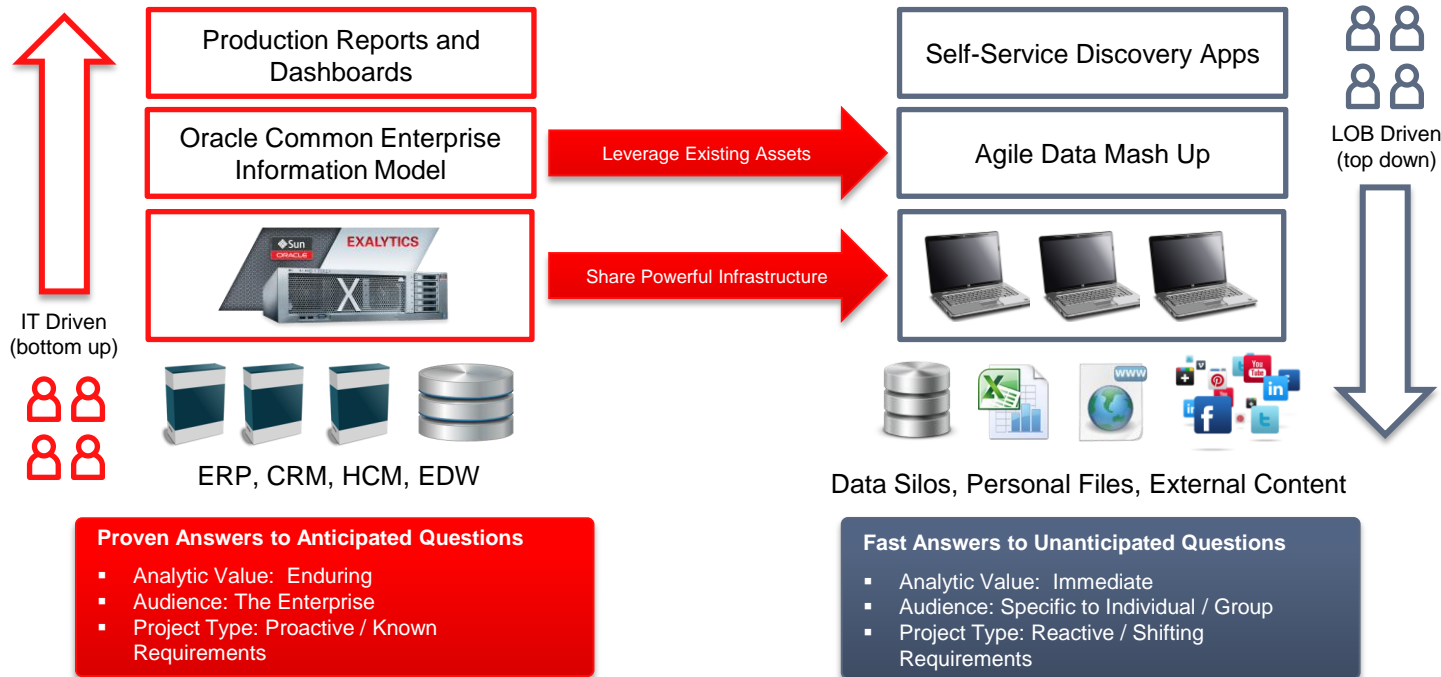 Production Reports and
Dashboards
Oracle Common Enterprise
Information Model
Sun
ORACLE
EXALYTICS
X
IT Driven
(bottom up)
ERP, CRM, HCM, EDW
Leverage Existing Assets
Share Powerful Infrastructure
Self-Service Discovery Apps
Agile Data Mash Up
LOB Driven
(top down)
WWW
You
Tube
in
f
t
Data Silos, Personal Files, External Content
Proven Answers to Anticipated Questions
▪ Analytic Value: Enduring
▪ Audience: The Enterprise
▪ Project Type: Proactive / Known
Requirements
Fast Answers to Unanticipated Questions
▪ Analytic Value: Immediate
▪ Audience: Specific to Individual / Group
▪ Project Type: Reactive / Shifting
Requirements